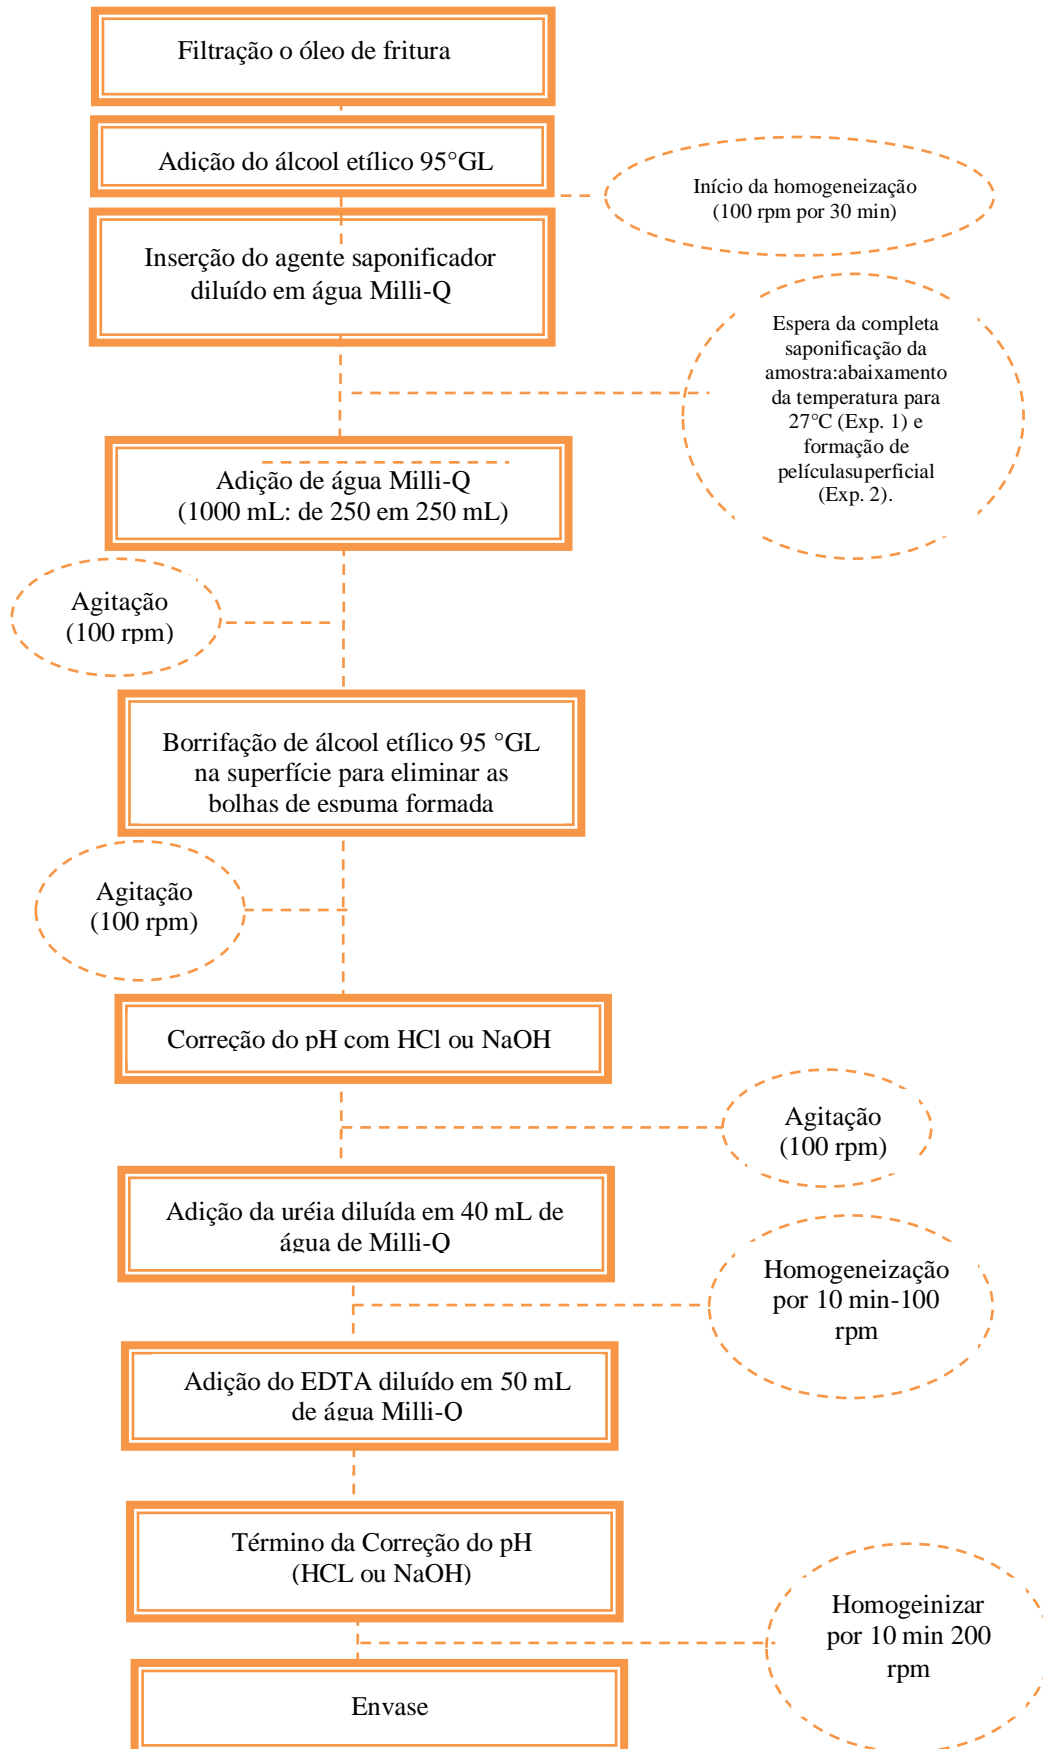 Filtração o óleo de fritura
Adição do álcool etílico 95°GL
Início da homogeneização
(100 rpm por 30 min)
Inserção do agente saponificador
diluído em água Milli-Q
Espera da completa
saponificação da
amostra:abaixamento
da temperatura para
27°C (Exp. 1) e
formação de
películasuperficial
(Exp. 2).
Adição de água Milli-Q
(1000 mL: de 250 em 250 mL)
Agitação
(100 rpm)
Borrifação de álcool etílico 95 °GL
na superfície para eliminar as
bolhas de espuma formada
Agitação
(100 rpm)
Correção do pH com HCl ou NaOH
Agitação
(100 rpm)
Adição da uréia diluída em 40 mL de
água de Milli-Q
Homogeneização
por 10 min-100
rpm
Adição do EDTA diluído em 50 mL
de água Milli-Q
Término da Correção do pH
(HCL ou NaOH)
Homogeinizar
por 10 min 200
rpm
Envase